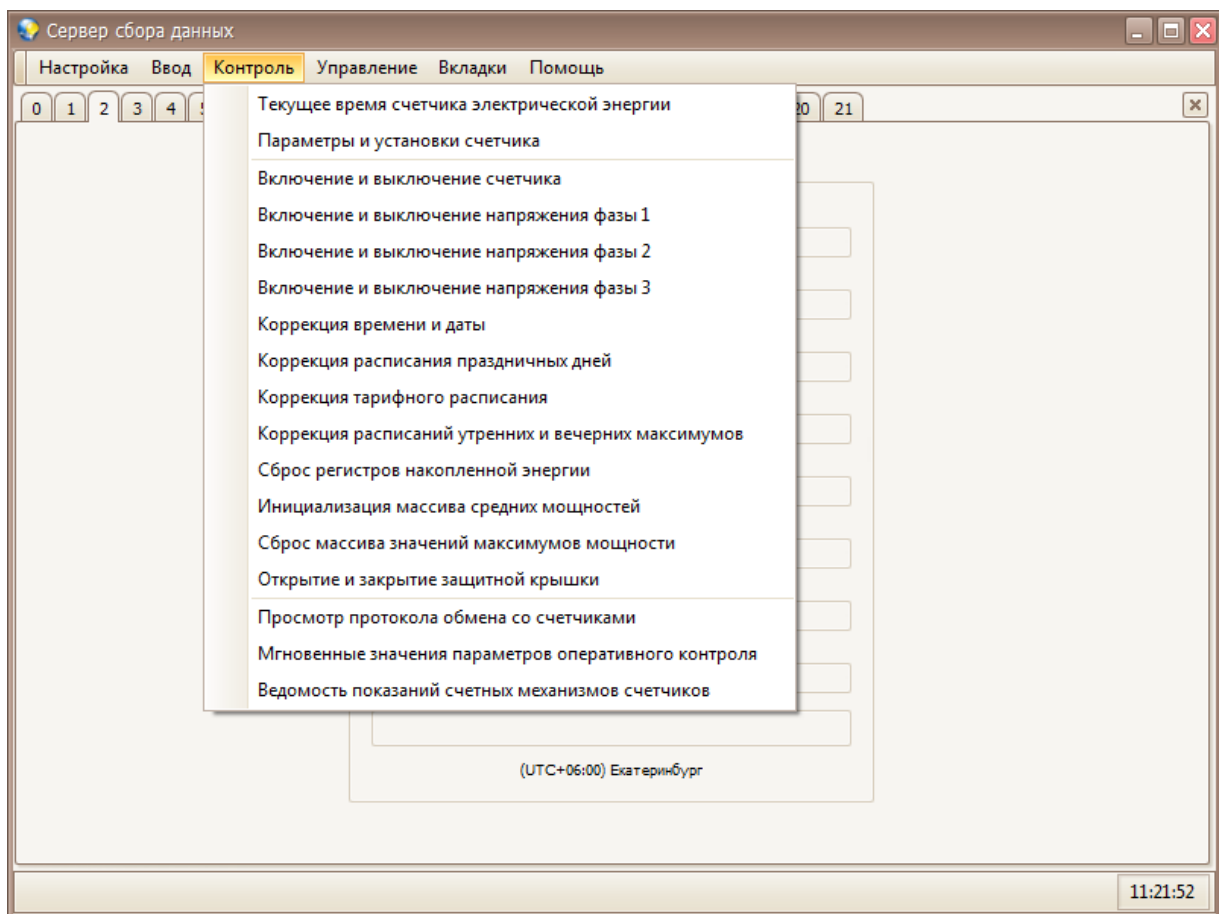 Сервер сбора данных
Настройка Ввод Контроль Управление Вкладки Помощь
0 1 2 3 4 21
Текущее время счетчика электрической энергии
Параметры и установки счетчика
Включение и выключение счетчика
Включение и выключение напряжения фазы 1
Включение и выключение напряжения фазы 2
Включение и выключение напряжения фазы 3
Коррекция времени и даты
Коррекция расписания праздничных дней
Коррекция тарифного расписания
Коррекция расписаний утренних и вечерних максимумов
Сброс регистров накопленной энергии
Инициализация массива средних мощностей
Сброс массива значений максимумов мощности
Открытие и закрытие защитной крышки
Просмотр протокола обмена со счетчиками
Мгновенные значения параметров оперативного контроля
Ведомость показаний счетных механизмов счетчиков
(UTC+06:00) Екатеринбург
11:21:52